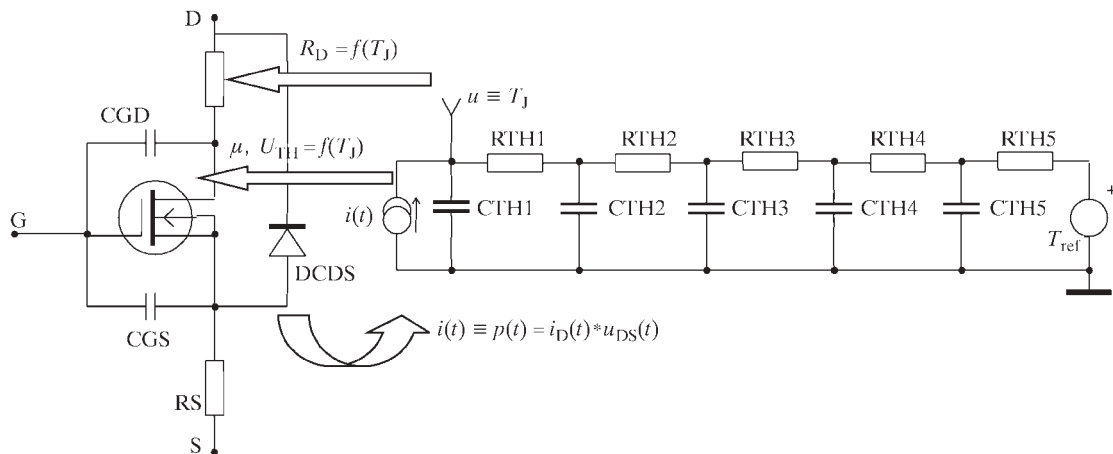 D
R_D = f(T_J)
u ≡ T_J
CGD
RTH1 RTH2 RTH3 RTH4 RTH5
μ, U_TH = f(T_J)
+
G
i(t)
CTH1 CTH2 CTH3 CTH4 CTH5
T_ref
DCDS
CGS
i(t) ≡ p(t) = i_D(t)*u_DS(t)
RS
S